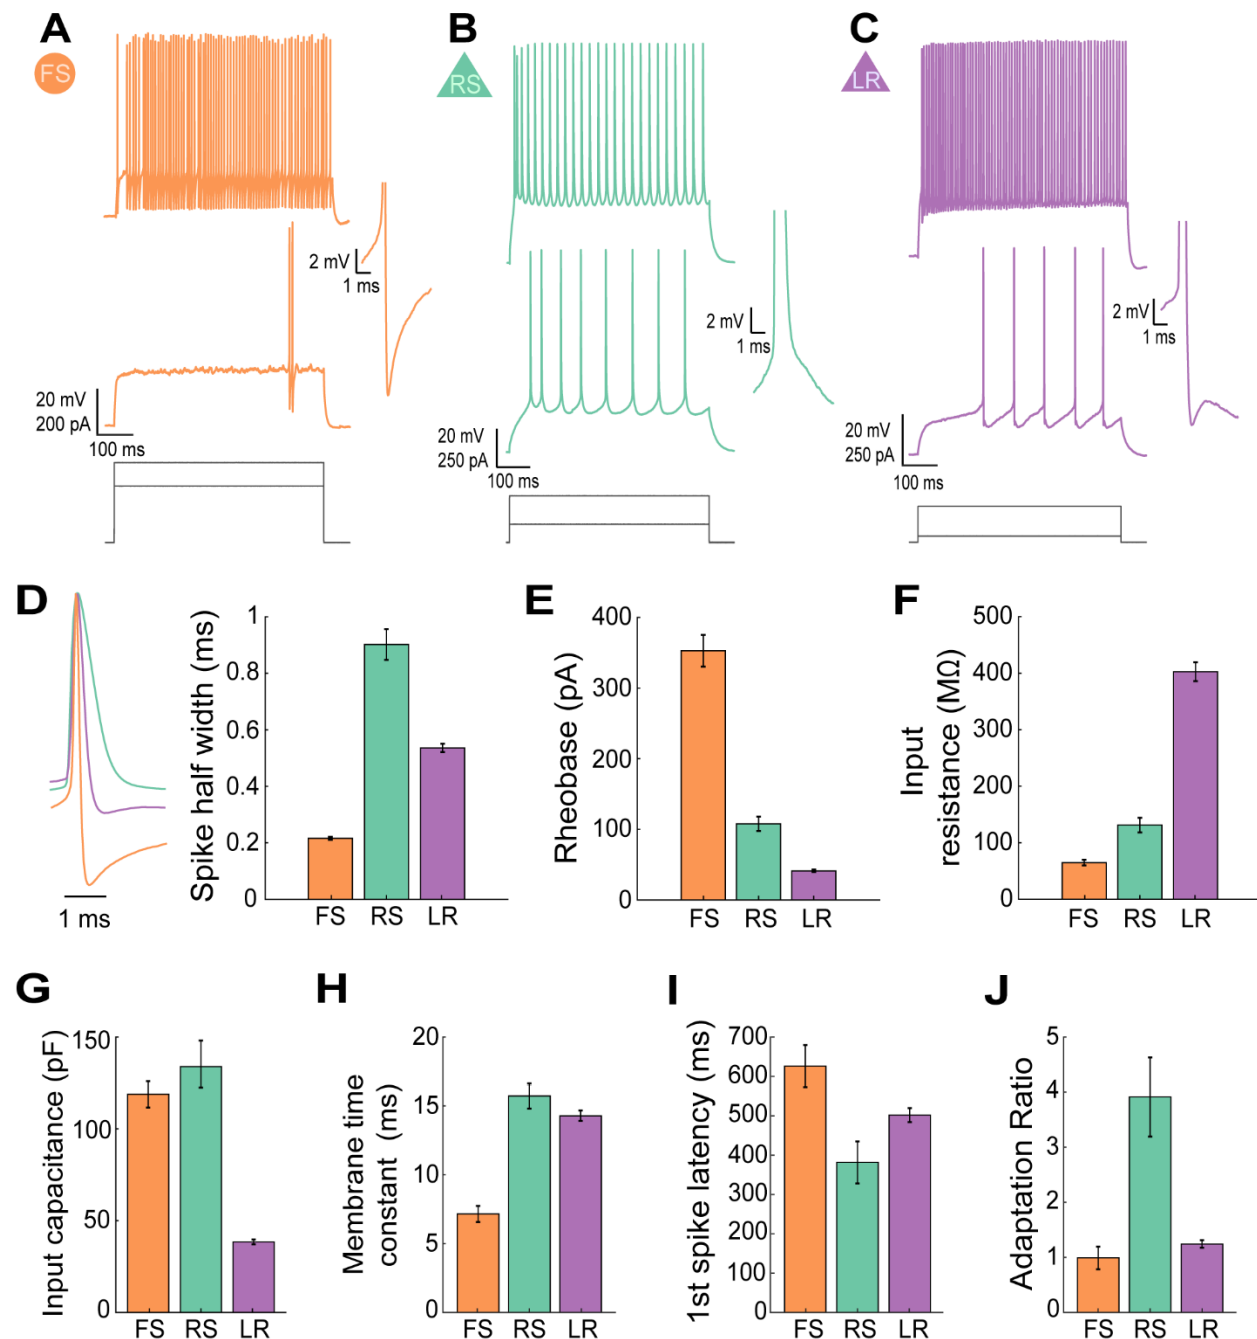 A
FS
2 mV
1 ms
20 mV
200 pA
100 ms
B
RS
2 mV
1 ms
20 mV
250 pA
100 ms
C
LR
2 mV
1 ms
20 mV
250 pA
100 ms
D
1 ms
Spike half width (ms)
1
0.8
0.6
0.4
0.2
0
FS RS LR
E
Rheobase (pA)
400
300
200
100
0
FS RS LR
F
Input
resistance (MΩ)
500
400
300
200
100
0
FS RS LR
G
Input capacitance (pF)
150
100
50
0
FS RS LR
H
Membrane time
constant (ms)
20
15
10
5
0
FS RS LR
I
1st spike latency (ms)
700
600
500
400
300
200
100
0
FS RS LR
J
Adaptation Ratio
5
4
3
2
1
0
FS RS LR